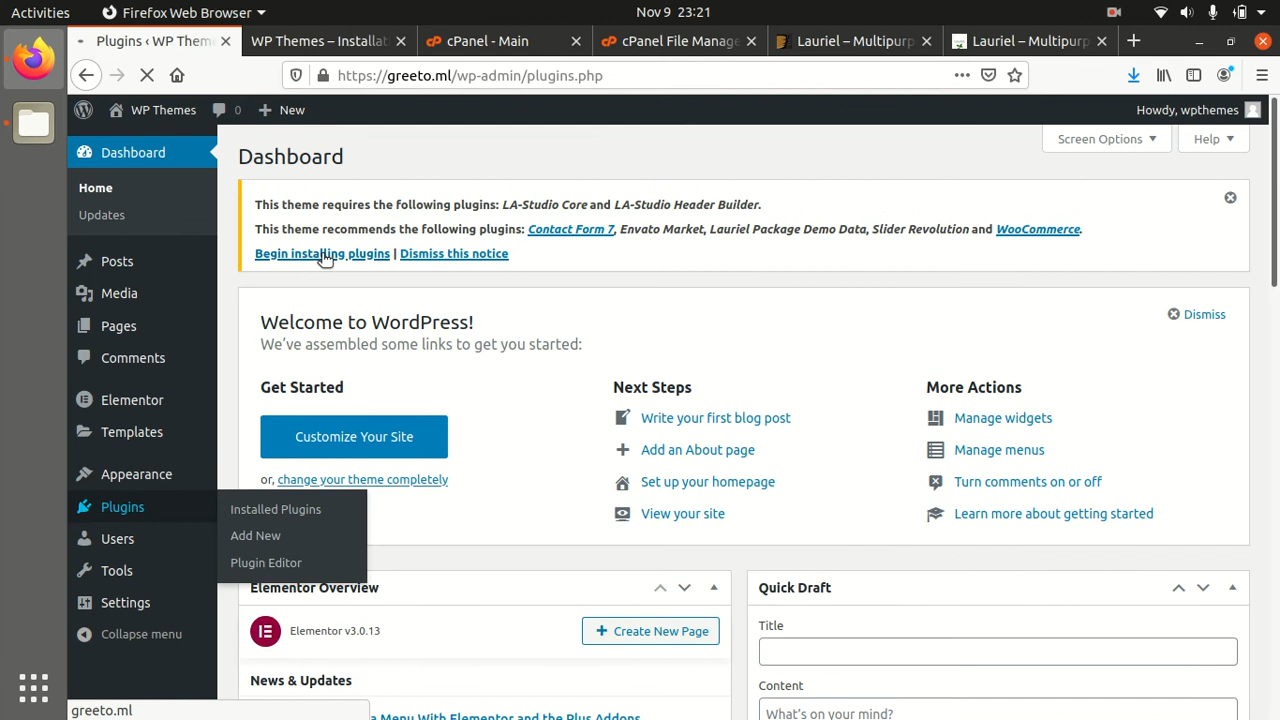 Activities
Firefox Web Browser
Nov 9 23:21
Plugins ‹ WP Them
WP Themes – Installat
cPanel - Main
cPanel File Manage
Lauriel – Multipurp
Lauriel – Multipurp
https://greeto.ml/wp-admin/plugins.php
WP Themes
0
New
Howdy, wpthemes
Dashboard
Home
Updates
Posts
Media
Pages
Comments
Elementor
Templates
Appearance
Plugins
Users
Tools
Settings
Collapse menu
Installed Plugins
Add New
Plugin Editor
Screen Options
Help
Dashboard
This theme requires the following plugins: LA-Studio Core and LA-Studio Header Builder.
This theme recommends the following plugins: Contact Form 7, Envato Market, Lauriel Package Demo Data, Slider Revolution and WooCommerce.
Begin installing plugins | Dismiss this notice
Welcome to WordPress!
We've assembled some links to get you started:
Dismiss
Get Started
Customize Your Site
or, change your theme completely
Next Steps
Write your first blog post
Add an About page
Set up your homepage
View your site
More Actions
Manage widgets
Manage menus
Turn comments on or off
Learn more about getting started
Elementor Overview
Elementor v3.0.13
Create New Page
News & Updates
a Menu With Elementor and the Plus Addons
Quick Draft
Title
Content
What's on your mind?
greeto.ml